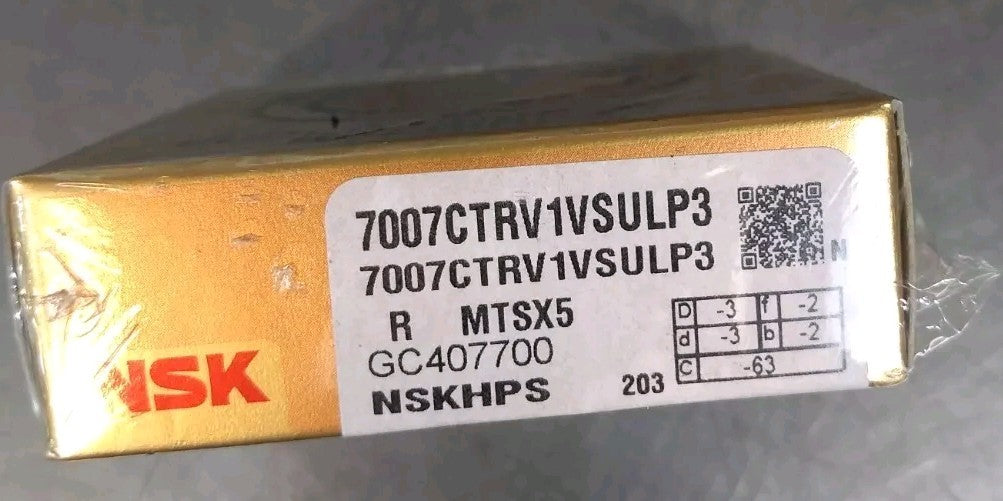 7007CTRV1VSULP3
7007CTRV1VSULP3
N
R MTSX5
GC407700
NSKHPS
203
D -3 f -2
d -3 b -2
C -63
NSK